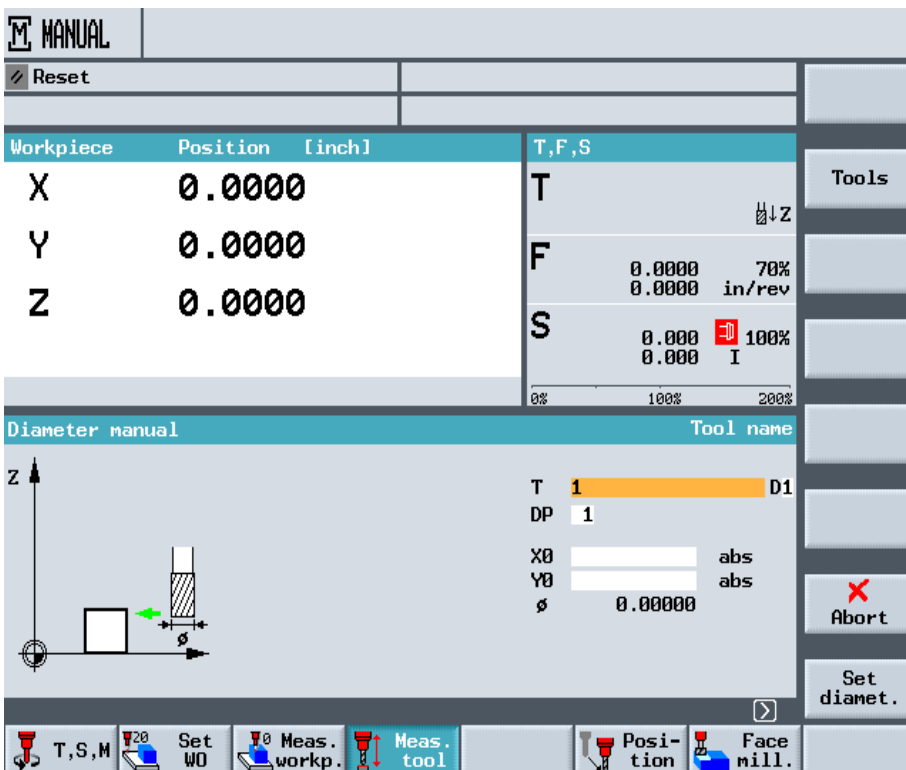 M MANUAL
Reset
Workpiece Position [inch] T,F,S
X 0.0000
Y 0.0000
Z 0.0000
T
Z
F 0.0000 70%
0.0000 in/rev
S 0.000 100%
0.000 I
0% 100% 200%
Tools
Diameter manual Tool name
Z
ø
T 1 D1
DP 1
X0 abs
Y0 abs
ø 0.00000
Abort
Set
diamet.
T,S,M
20 Set
WO
0 Meas.
workp.
Meas.
tool
Posi-
tion
Face
mill.